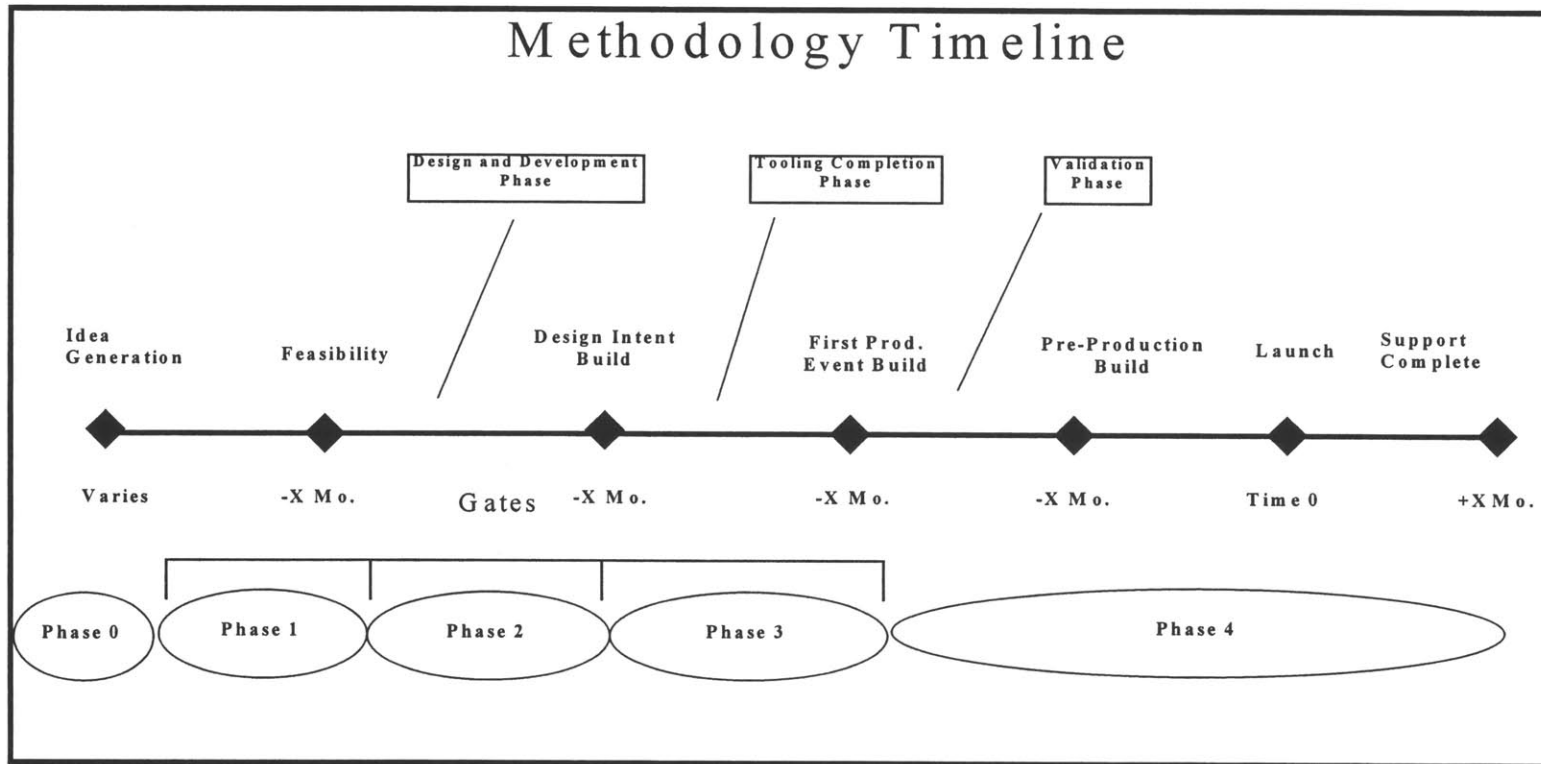 Methodology Timeline
Design and Development
Phase
Tooling Completion
Phase
Validation
Phase
Idea
Generation
Feasibility
Design Intent
Build
First Prod.
Event Build
Pre-Production
Build
Launch
Support
Complete
Varies
-X Mo.
Gates
-X Mo.
-X Mo.
-X Mo.
Time 0
+X Mo.
Phase 0
Phase 1
Phase 2
Phase 3
Phase 4